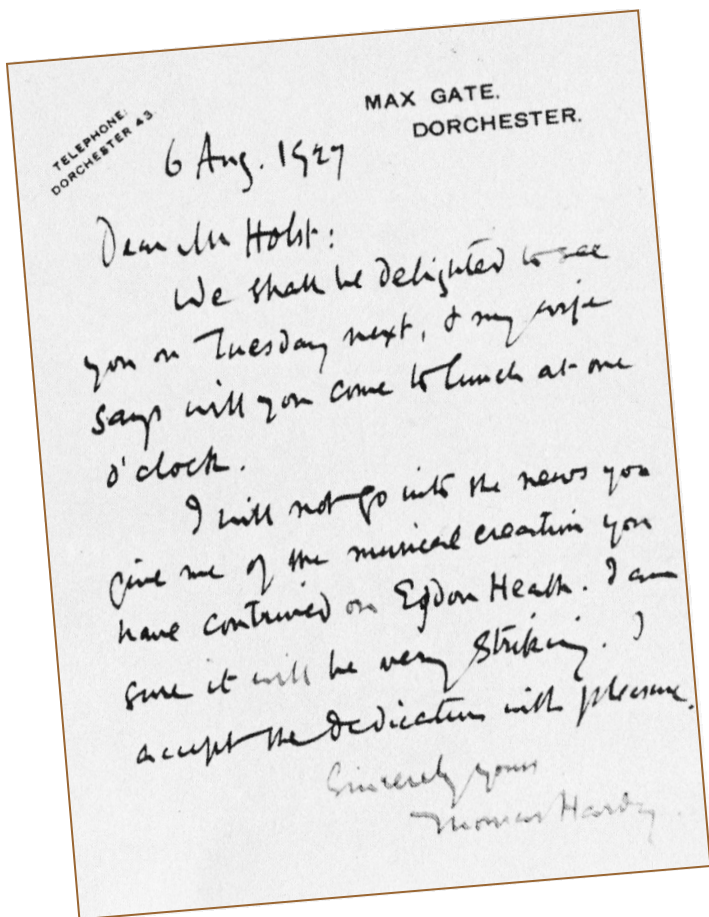 TELEPHONE:
DORCHESTER 43.
MAX GATE.
DORCHESTER.
6 Aug. 1927
Dear Mr Holst:
We shall be delighted to see
you on Tuesday next, & my wife
says will you come to lunch at one
o'clock.
I will not go into the news you
give me of the musical creation you
have contrived on Egdon Heath. I am
sure it will be very striking. I
accept the dedication with pleasure.
Sincerely yours
Thomas Hardy.